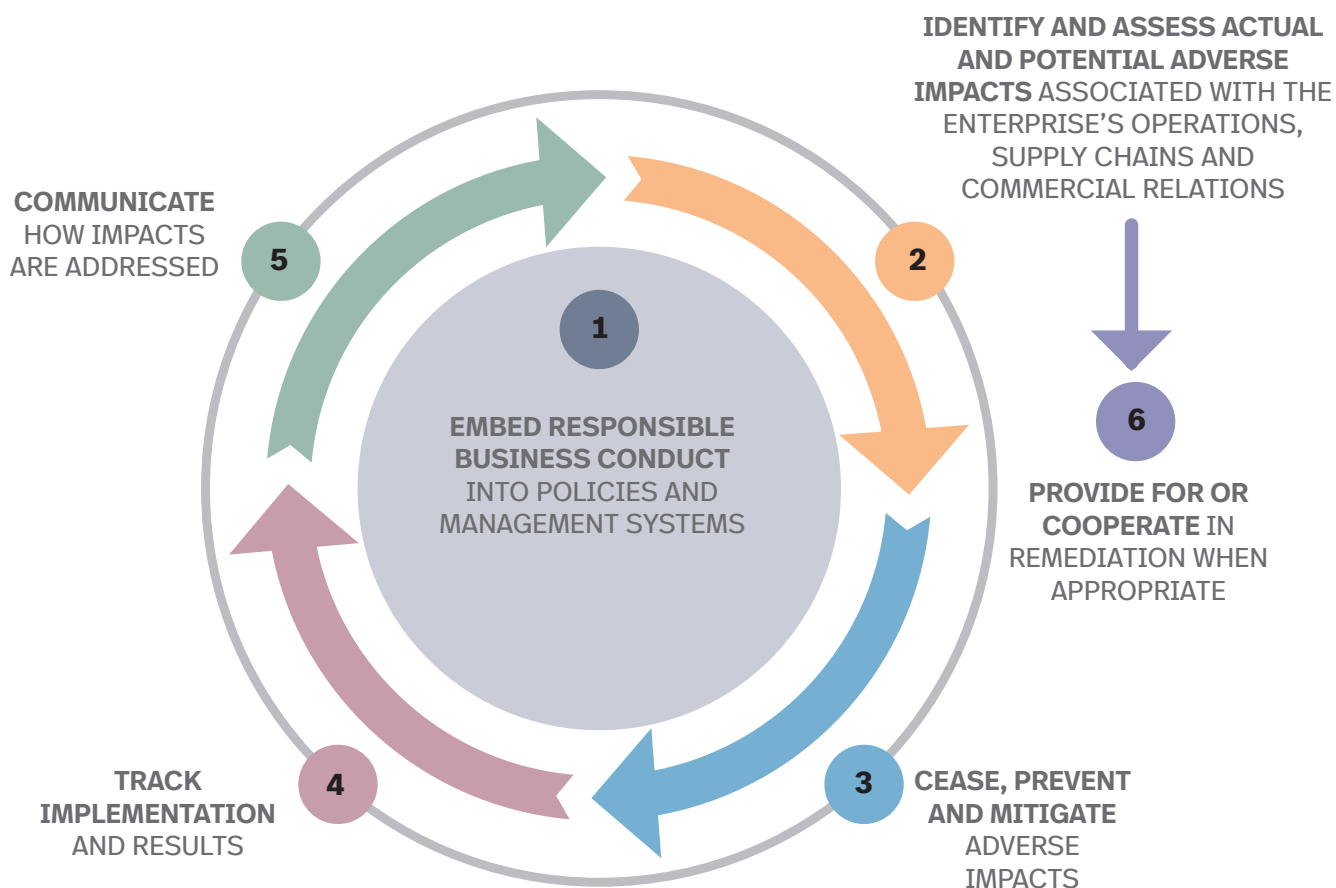 1
EMBED RESPONSIBLE
BUSINESS CONDUCT
INTO POLICIES AND
MANAGEMENT SYSTEMS
2
IDENTIFY AND ASSESS ACTUAL
AND POTENTIAL ADVERSE
IMPACTS ASSOCIATED WITH THE
ENTERPRISE’S OPERATIONS,
SUPPLY CHAINS AND
COMMERCIAL RELATIONS
3
CEASE, PREVENT
AND MITIGATE
ADVERSE
IMPACTS
4
TRACK
IMPLEMENTATION
AND RESULTS
5
COMMUNICATE
HOW IMPACTS
ARE ADDRESSED
6
PROVIDE FOR OR
COOPERATE IN
REMEDIATION WHEN
APPROPRIATE